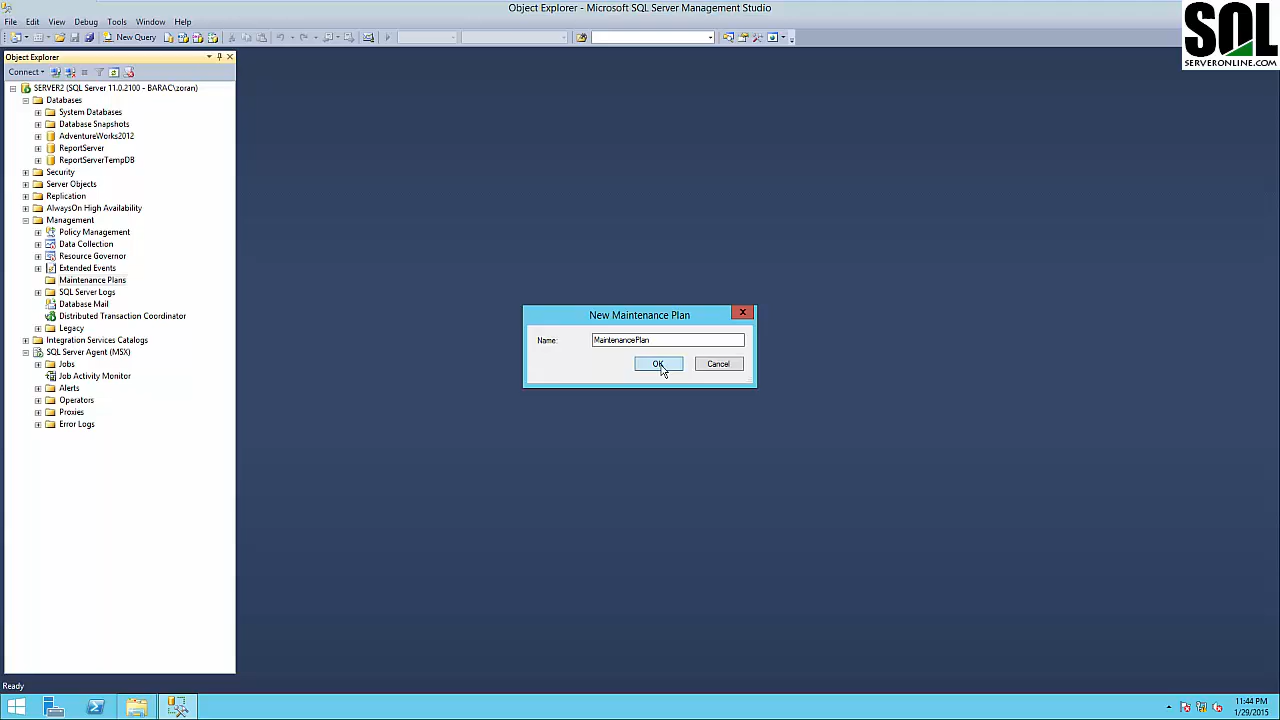 Object Explorer - Microsoft SQL Server Management Studio
File Edit View Debug Tools Window Help
New Query
SQL
SERVERONLINE.COM
Object Explorer
Connect
SERVER2 (SQL Server 11.0.2100 - BARAC\zoran)
Databases
System Databases
Database Snapshots
AdventureWorks2012
ReportServer
ReportServerTempDB
Security
Server Objects
Replication
AlwaysOn High Availability
Management
Policy Management
Data Collection
Resource Governor
Extended Events
Maintenance Plans
SQL Server Logs
Database Mail
Distributed Transaction Coordinator
Legacy
Integration Services Catalogs
SQL Server Agent (MSX)
Jobs
Job Activity Monitor
Alerts
Operators
Proxies
Error Logs
New Maintenance Plan
Name: MaintenancePlan
OK Cancel
Ready
11:44 PM
1/29/2015